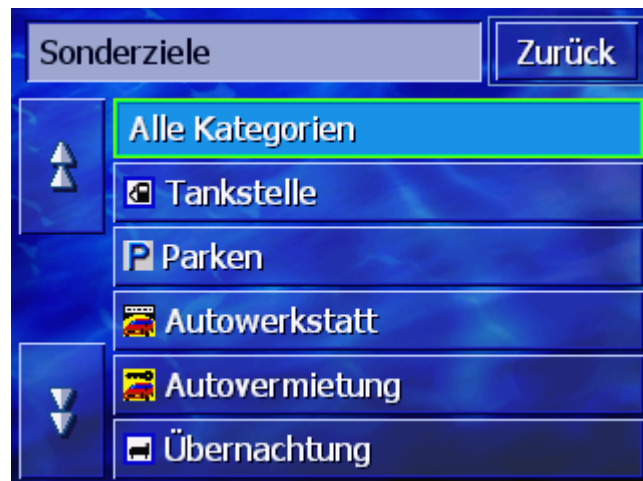 Sonderziele
Zurück
Alle Kategorien
Tankstelle
P Parken
Autowerkstatt
Autovermietung
Übernachtung